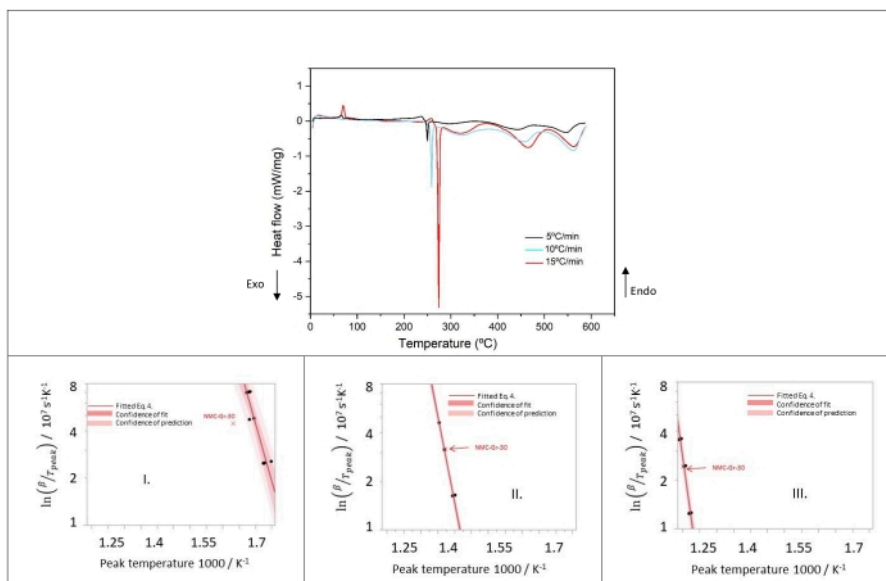 1
0
-1
-2
-3
-4
-5
Heat flow (mW/mg)
Exo
Endo
5ºC/min
10ºC/min
15ºC/min
0 100 200 300 400 500 600
Temperature (ºC)
8
4
2
1
ln(β/Tpeak) / 10⁷ s⁻¹K⁻¹
Fitted Eq. 4.
Confidence of fit
Confidence of prediction
NMC-Gr-30
I.
1.25 1.4 1.55 1.7
Peak temperature 1000 / K⁻¹
8
4
2
1
ln(β/Tpeak) / 10⁷ s⁻¹K⁻¹
Fitted Eq. 4.
Confidence of fit
Confidence of prediction
NMC-Gr-30
II.
1.25 1.4 1.55 1.7
Peak temperature 1000 / K⁻¹
8
4
2
1
ln(β/Tpeak) / 10⁷ s⁻¹K⁻¹
Fitted Eq. 4.
Confidence of fit
Confidence of prediction
NMC-Gr-30
III.
1.25 1.4 1.55 1.7
Peak temperature 1000 / K⁻¹